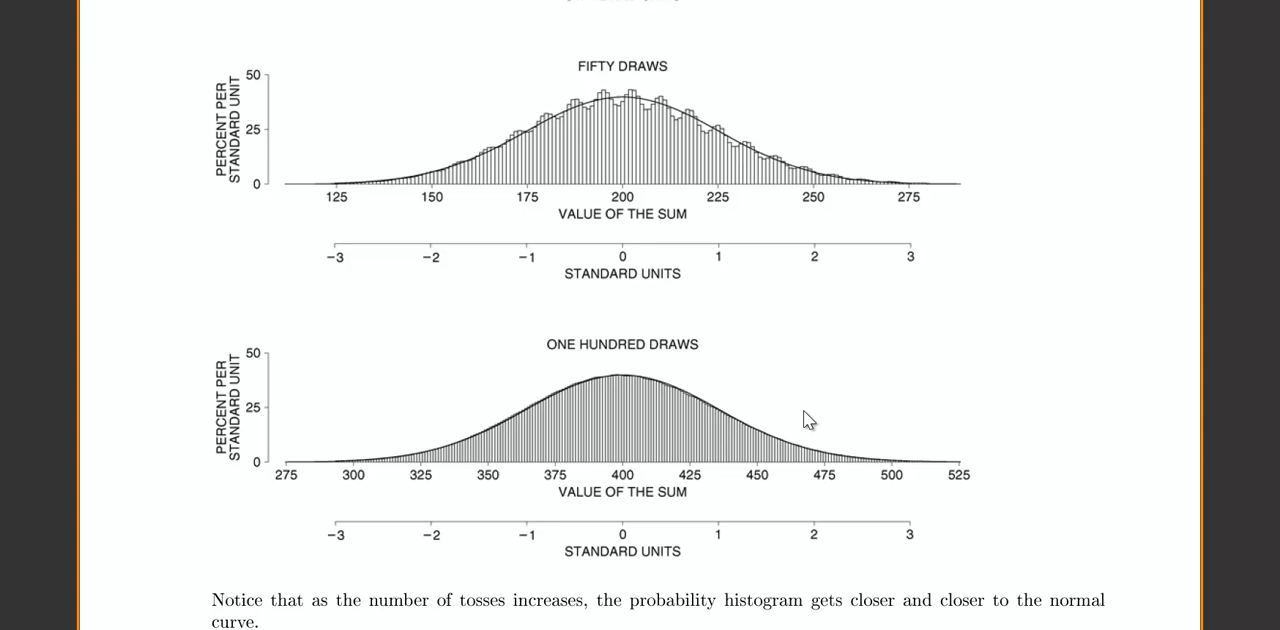 FIFTY DRAWS
PERCENT PER
STANDARD UNIT
50
25
0
125 150 175 200 225 250 275
VALUE OF THE SUM
−3 −2 −1 0 1 2 3
STANDARD UNITS
ONE HUNDRED DRAWS
PERCENT PER
STANDARD UNIT
50
25
0
275 300 325 350 375 400 425 450 475 500 525
VALUE OF THE SUM
−3 −2 −1 0 1 2 3
STANDARD UNITS
Notice that as the number of tosses increases, the probability histogram gets closer and closer to the normal
curve.